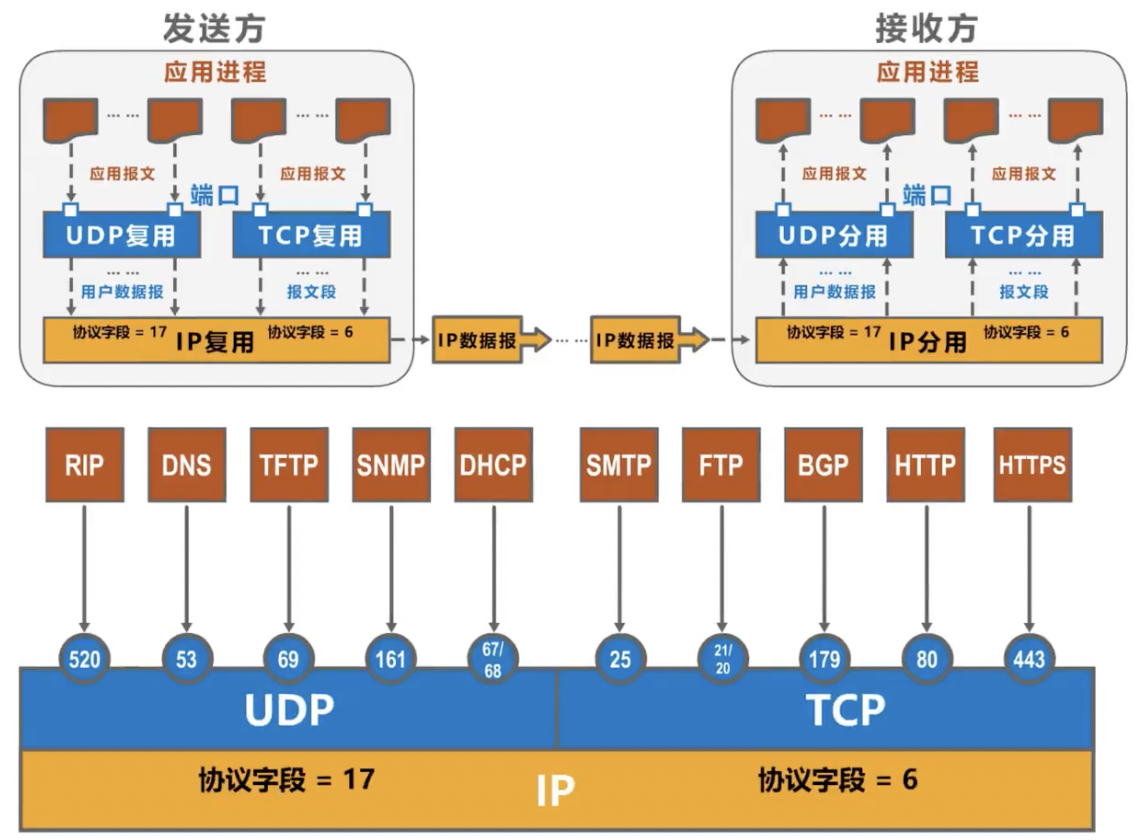 发送方
接收方
应用进程
应用进程
…… ……
…… ……
应用报文 应用报文
应用报文 应用报文
端口
端口
UDP复用 TCP复用
UDP分用 TCP分用
…… ……
…… ……
用户数据报 报文段
用户数据报 报文段
协议字段 = 17 IP复用 协议字段 = 6
IP数据报 …… IP数据报
协议字段 = 17 IP分用 协议字段 = 6
RIP DNS TFTP SNMP DHCP SMTP FTP BGP HTTP HTTPS
520 53 69 161 67/68 25 21/20 179 80 443
UDP TCP
协议字段 = 17 IP 协议字段 = 6